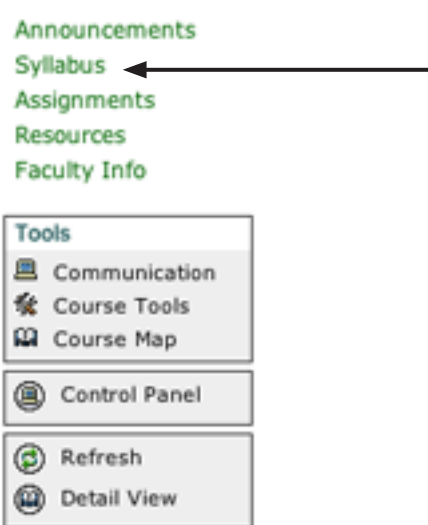 Announcements
Syllabus
Assignments
Resources
Faculty Info
Tools
Communication
Course Tools
Course Map
Control Panel
Refresh
Detail View